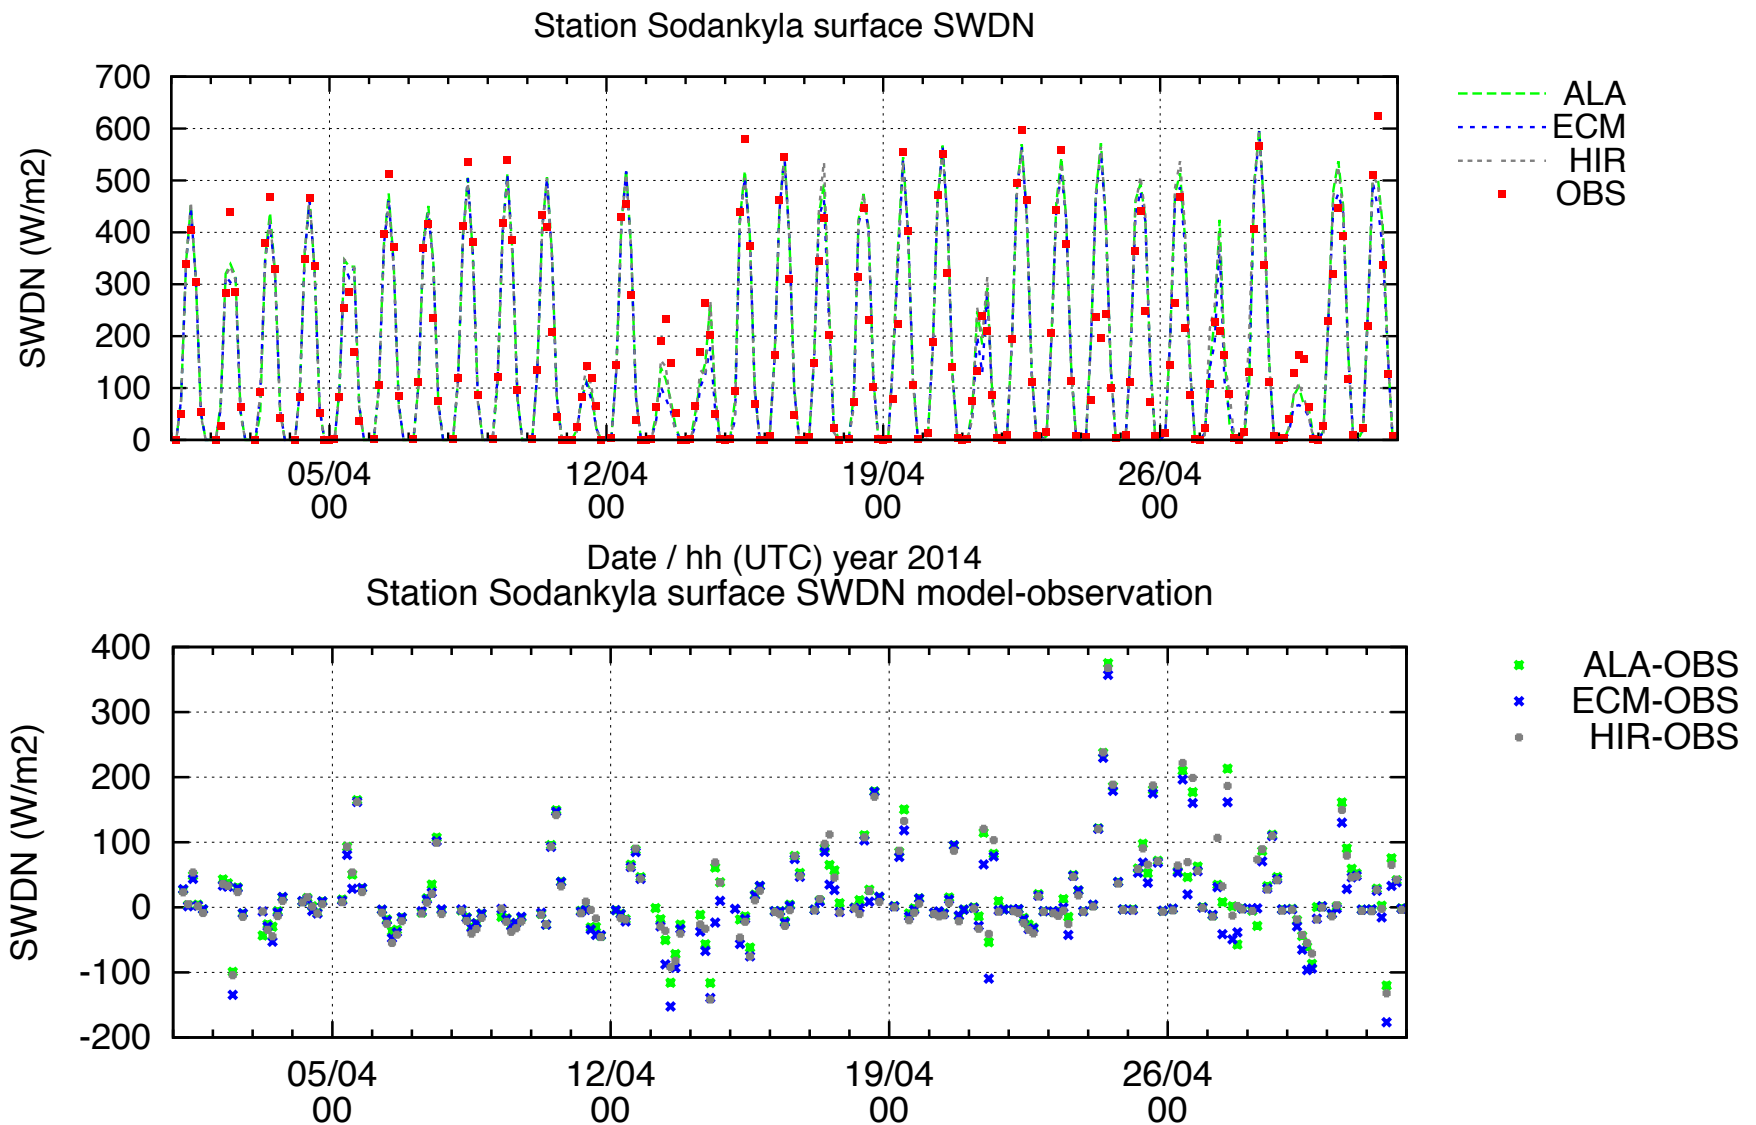 Station Sodankyla surface SWDN
700
600
500
400
300
200
100
0
SWDN (W/m2)
05/04 12/04 19/04 26/04
00 00 00 00
Date / hh (UTC) year 2014
ALA
ECM
HIR
OBS
Station Sodankyla surface SWDN model-observation
400
300
200
100
0
-100
-200
SWDN (W/m2)
05/04 12/04 19/04 26/04
00 00 00 00
ALA-OBS
ECM-OBS
HIR-OBS